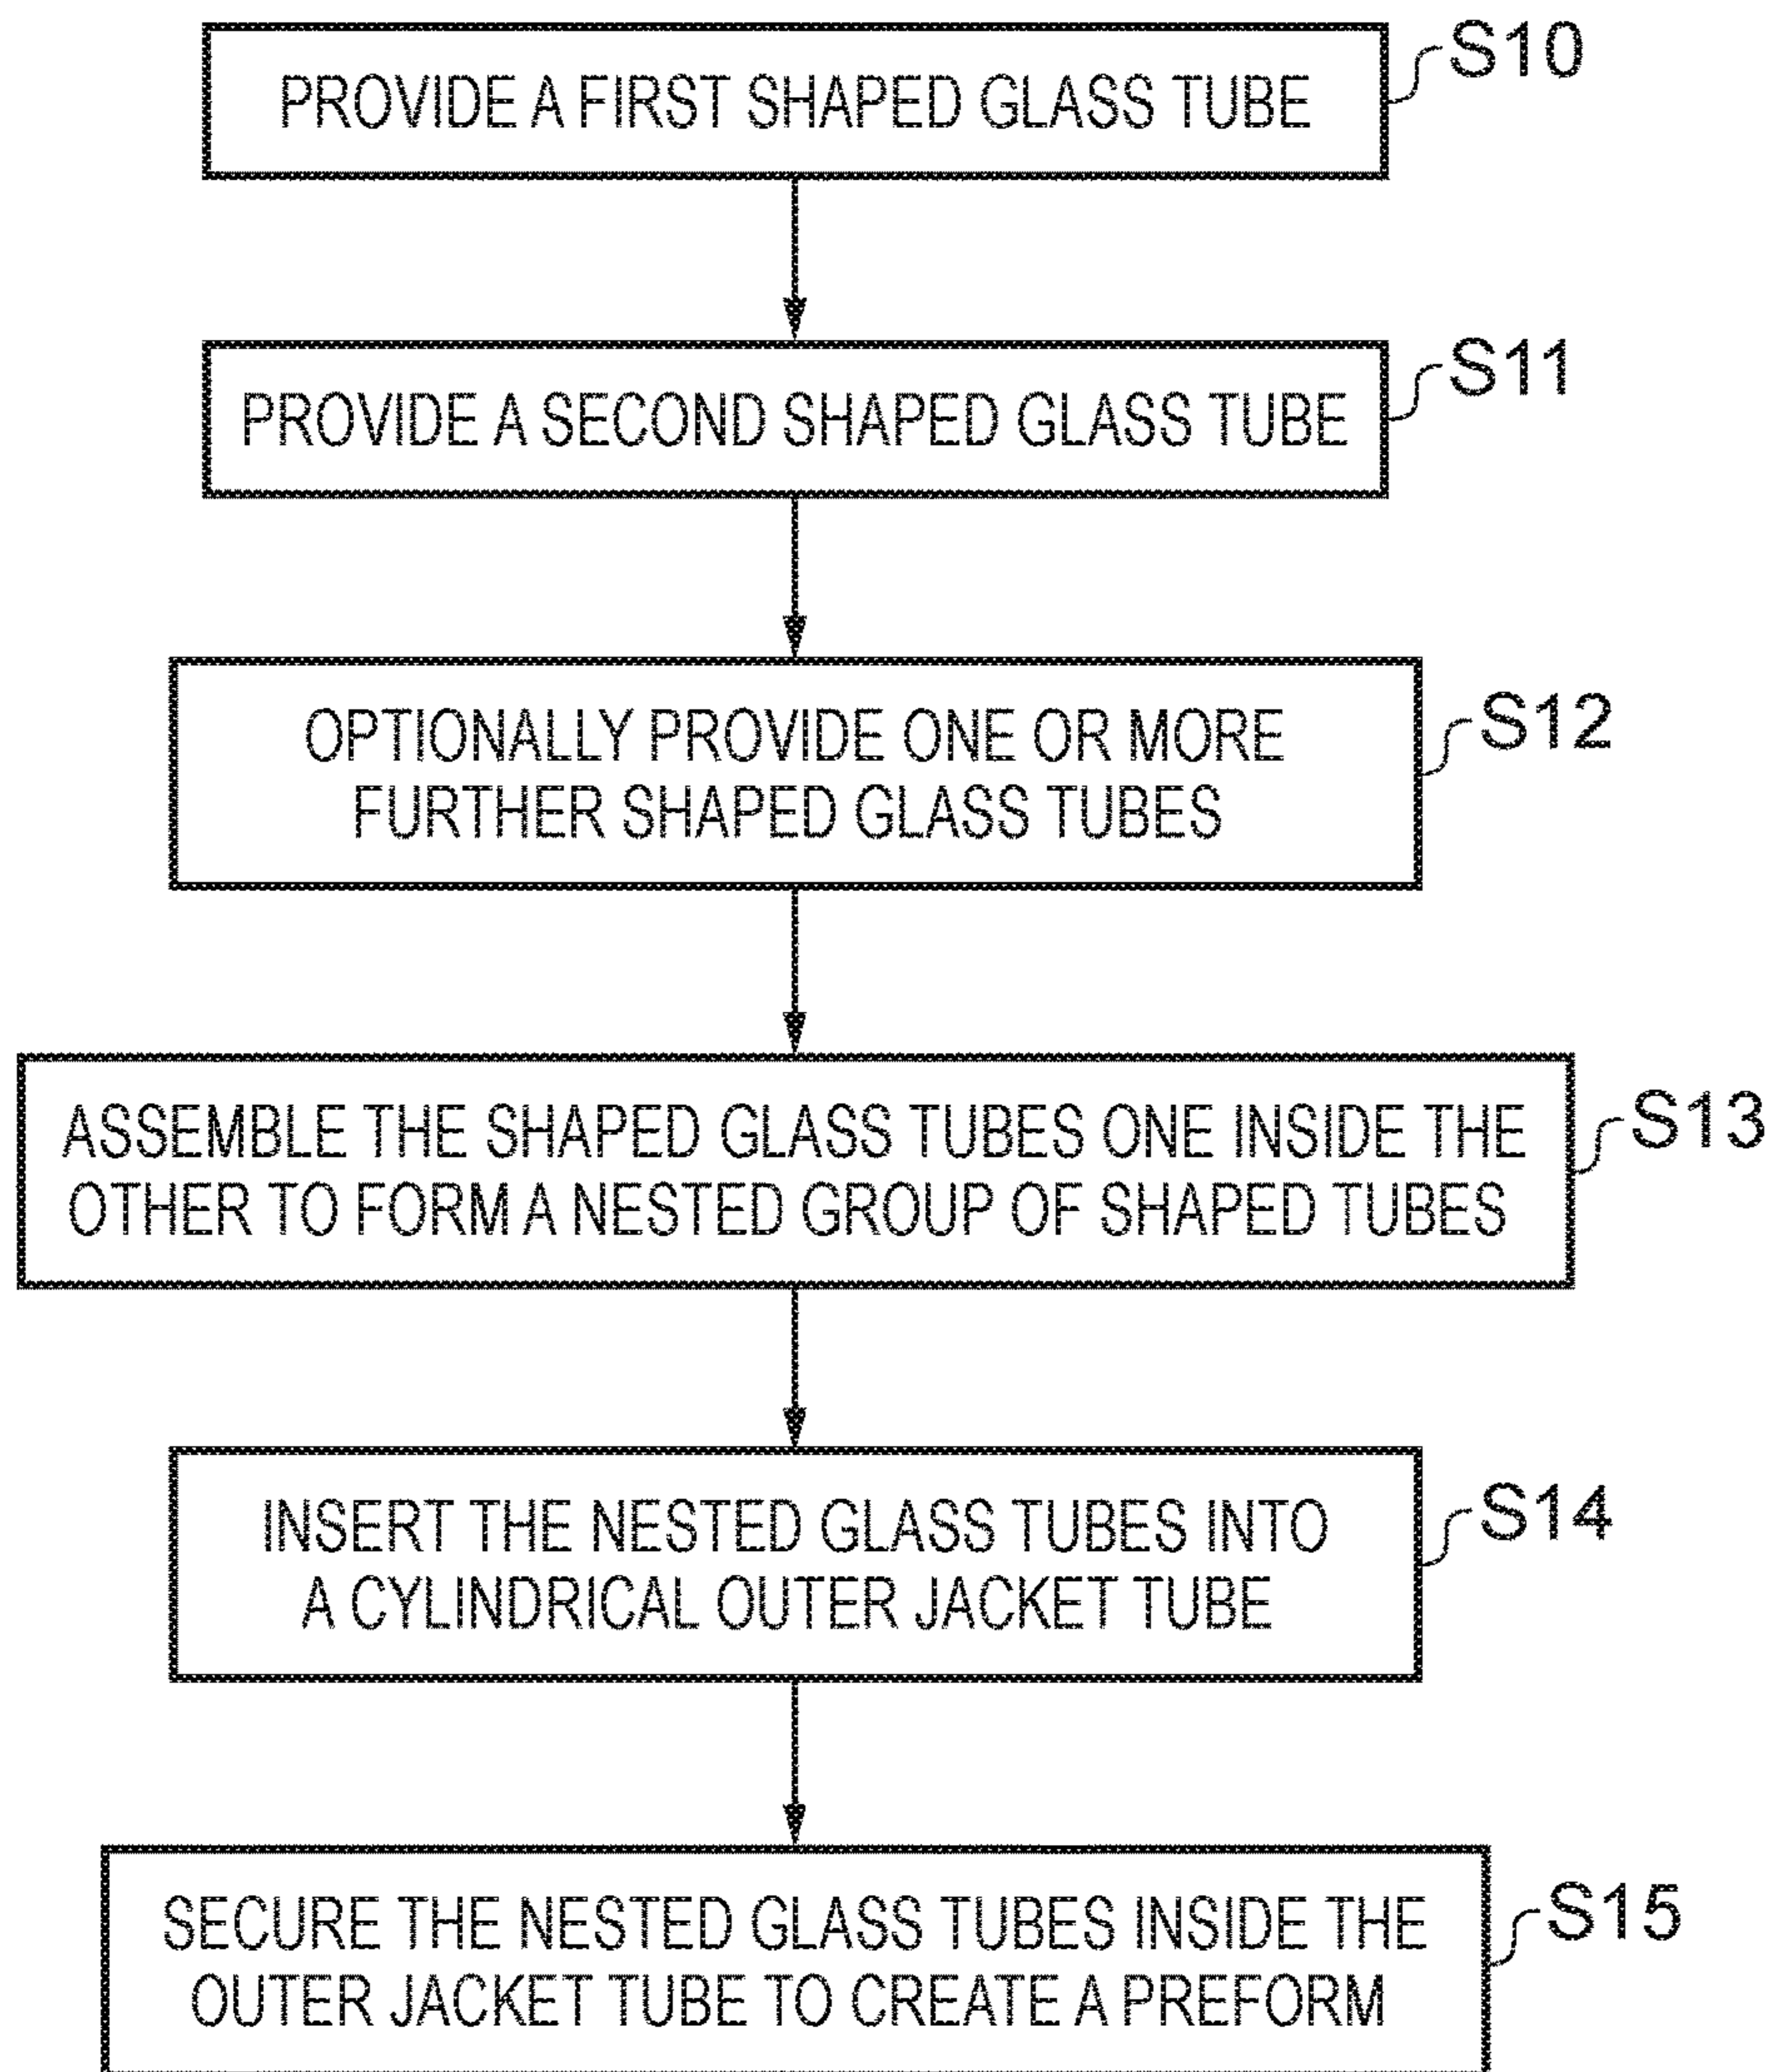 PROVIDE A FIRST SHAPED GLASS TUBE
S10
PROVIDE A SECOND SHAPED GLASS TUBE
S11
OPTIONALLY PROVIDE ONE OR MORE
FURTHER SHAPED GLASS TUBES
S12
ASSEMBLE THE SHAPED GLASS TUBES ONE INSIDE THE
OTHER TO FORM A NESTED GROUP OF SHAPED TUBES
S13
INSERT THE NESTED GLASS TUBES INTO
A CYLINDRICAL OUTER JACKET TUBE
S14
SECURE THE NESTED GLASS TUBES INSIDE THE
OUTER JACKET TUBE TO CREATE A PREFORM
S15